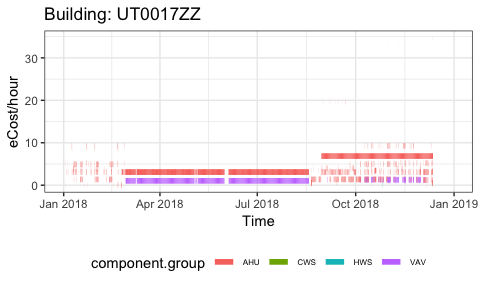 Building: UT0017ZZ
eCost/hour
30
20
10
0
Jan 2018 Apr 2018 Jul 2018 Oct 2018 Jan 2019
Time
component.group AHU CWS HWS VAV